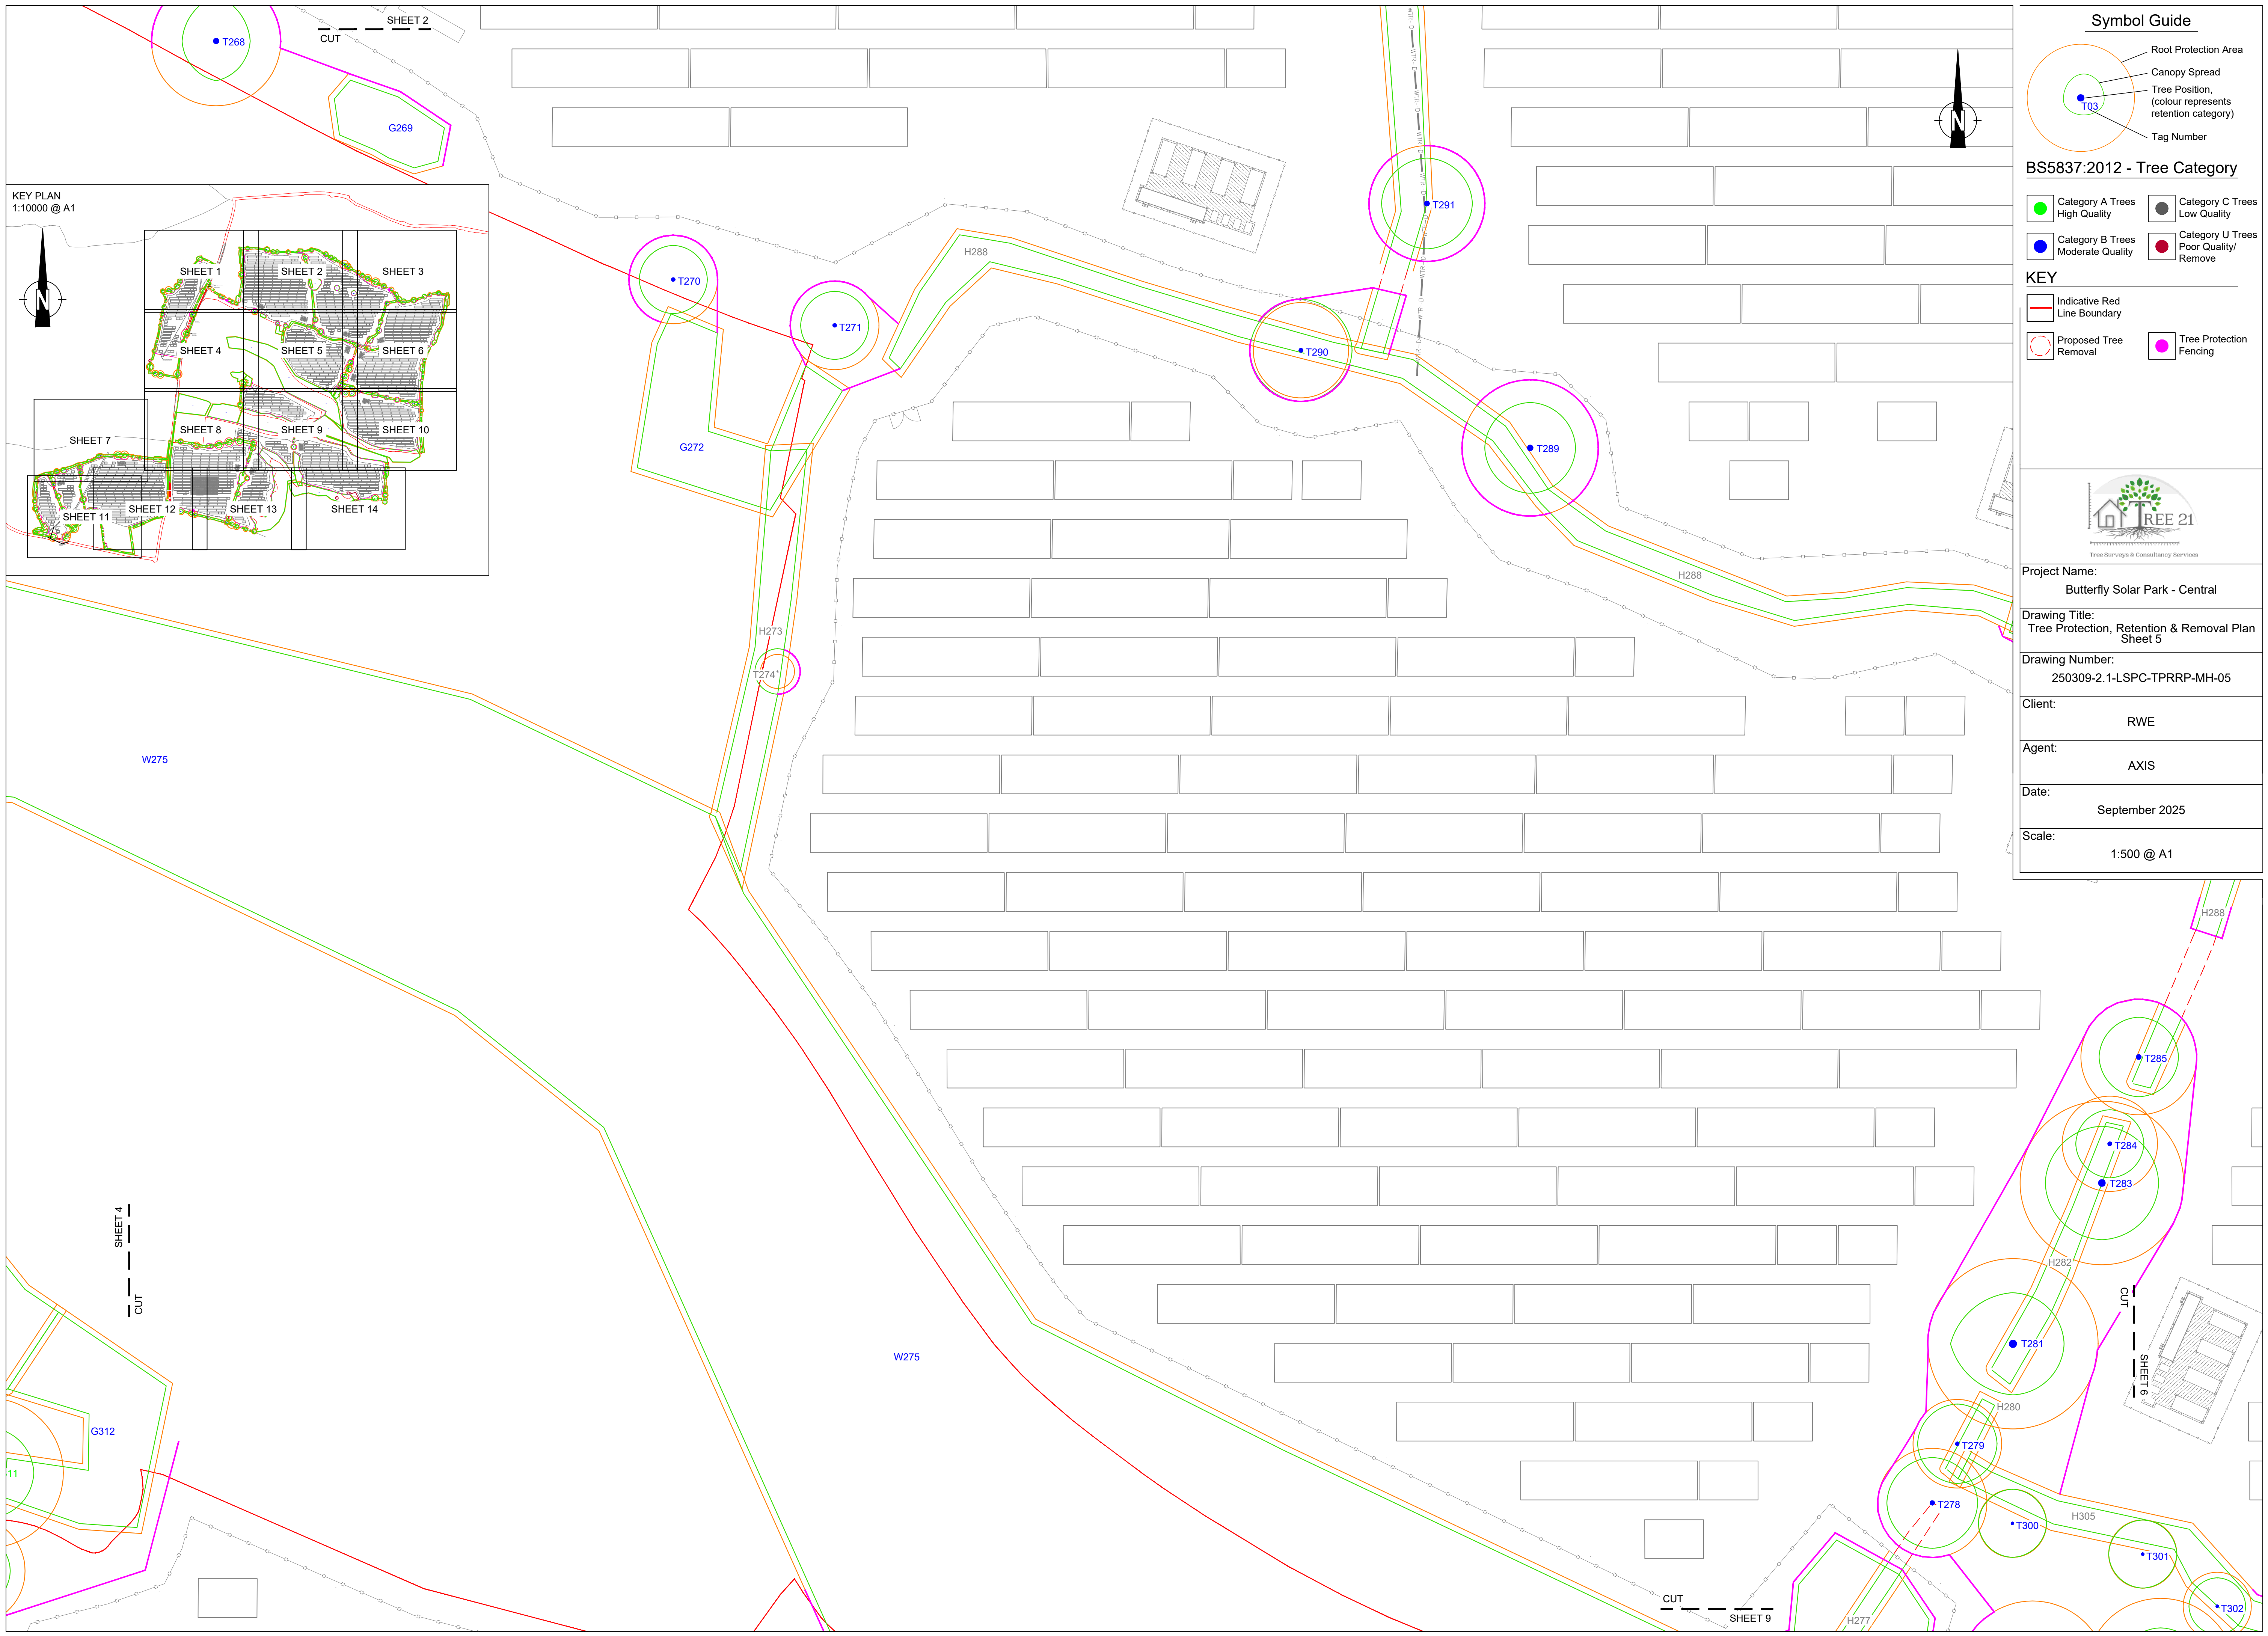 SHEET 2
CUT
T268
G269
KEY PLAN
1:10000 @ A1
N
SHEET 1
SHEET 2
SHEET 3
SHEET 4
SHEET 5
SHEET 6
SHEET 7
SHEET 8
SHEET 9
SHEET 10
SHEET 11
SHEET 12
SHEET 13
SHEET 14
T270
T271
G272
H273
T274
H288
T290
T291
T289
H288
W275
W275
SHEET 4
CUT
G312
11
H288
T285
T284
T283
H282
T281
CUT
SHEET 6
H280
T279
T278
T300
H305
T301
T302
H277
CUT
SHEET 9
N
Symbol Guide
Root Protection Area
Canopy Spread
Tree Position,
(colour represents
retention category)
T03
Tag Number
BS5837:2012 - Tree Category
Category A Trees
High Quality
Category C Trees
Low Quality
Category B Trees
Moderate Quality
Category U Trees
Poor Quality/
Remove
KEY
Indicative Red
Line Boundary
Proposed Tree
Removal
Tree Protection
Fencing
TREE 21
Tree Surveys & Consultancy Services
Project Name:
Butterfly Solar Park - Central
Drawing Title:
Tree Protection, Retention & Removal Plan
Sheet 5
Drawing Number:
250309-2.1-LSPC-TPRRP-MH-05
Client:
RWE
Agent:
AXIS
Date:
September 2025
Scale:
1:500 @ A1